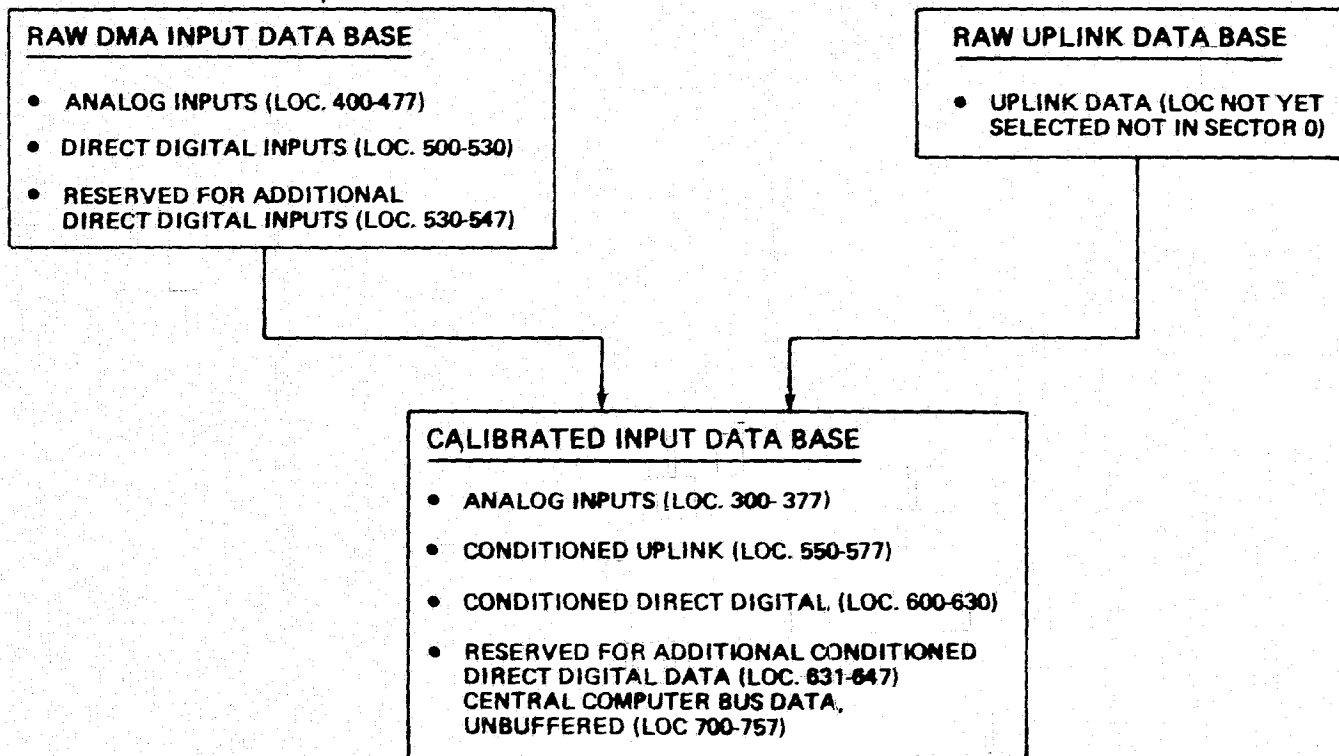 RAW DMA INPUT DATA BASE
• ANALOG INPUTS (LOC. 400-477)
• DIRECT DIGITAL INPUTS (LOC. 500-530)
• RESERVED FOR ADDITIONAL
DIRECT DIGITAL INPUTS (LOC. 530-547)
RAW UPLINK DATA BASE
• UPLINK DATA (LOC NOT YET
SELECTED NOT IN SECTOR 0)
CALIBRATED INPUT DATA BASE
• ANALOG INPUTS (LOC. 300-377)
• CONDITIONED UPLINK (LOC. 550-577)
• CONDITIONED DIRECT DIGITAL (LOC. 600-630)
• RESERVED FOR ADDITIONAL CONDITIONED
DIRECT DIGITAL DATA (LOC. 631-647)
CENTRAL COMPUTER BUS DATA,
UNBUFFERED (LOC 700-757)